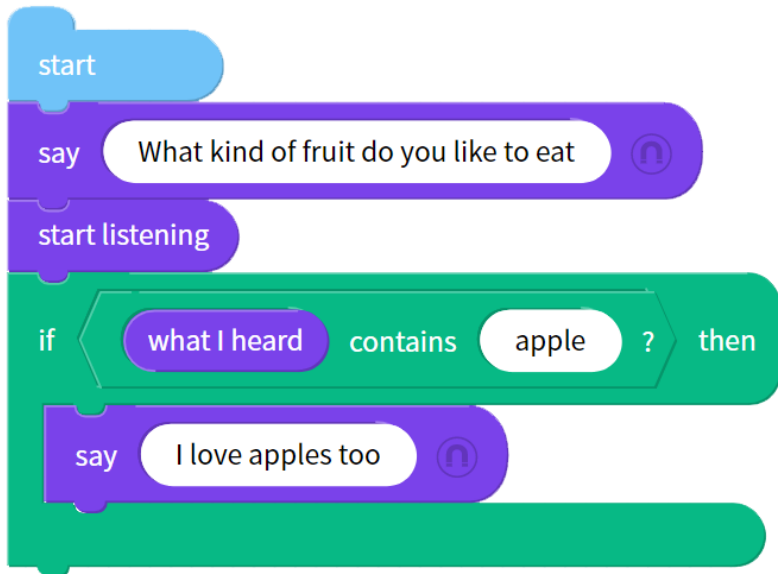 start
say What kind of fruit do you like to eat
start listening
if what I heard contains apple ? then
say I love apples too